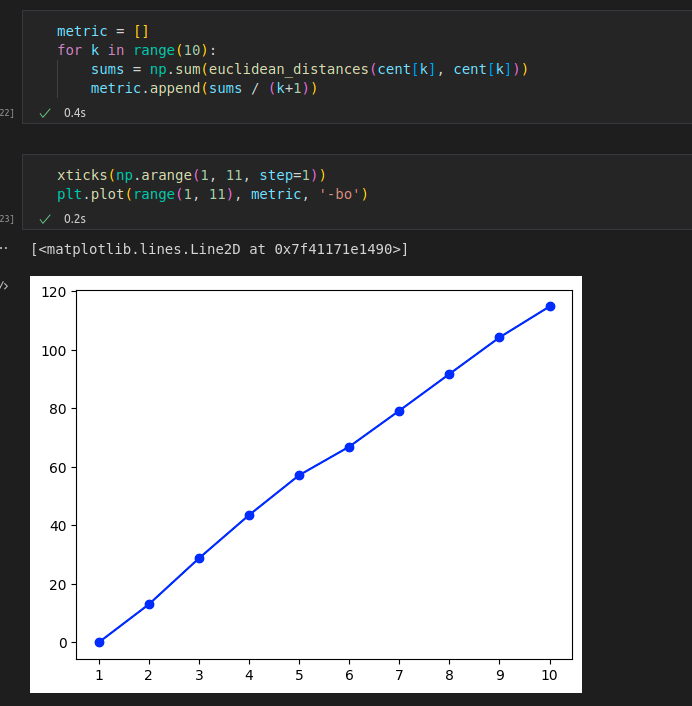 metric = []
for k in range(10):
sums = np.sum(euclidean_distances(cent[k], cent[k]))
metric.append(sums / (k+1))
22]
0.4s
xticks(np.arange(1, 11, step=1))
plt.plot(range(1, 11), metric, '-bo')
23]
0.2s
[<matplotlib.lines.Line2D at 0x7f41171e1490>]
120
100
80
60
40
20
0
1 2 3 4 5 6 7 8 9 10